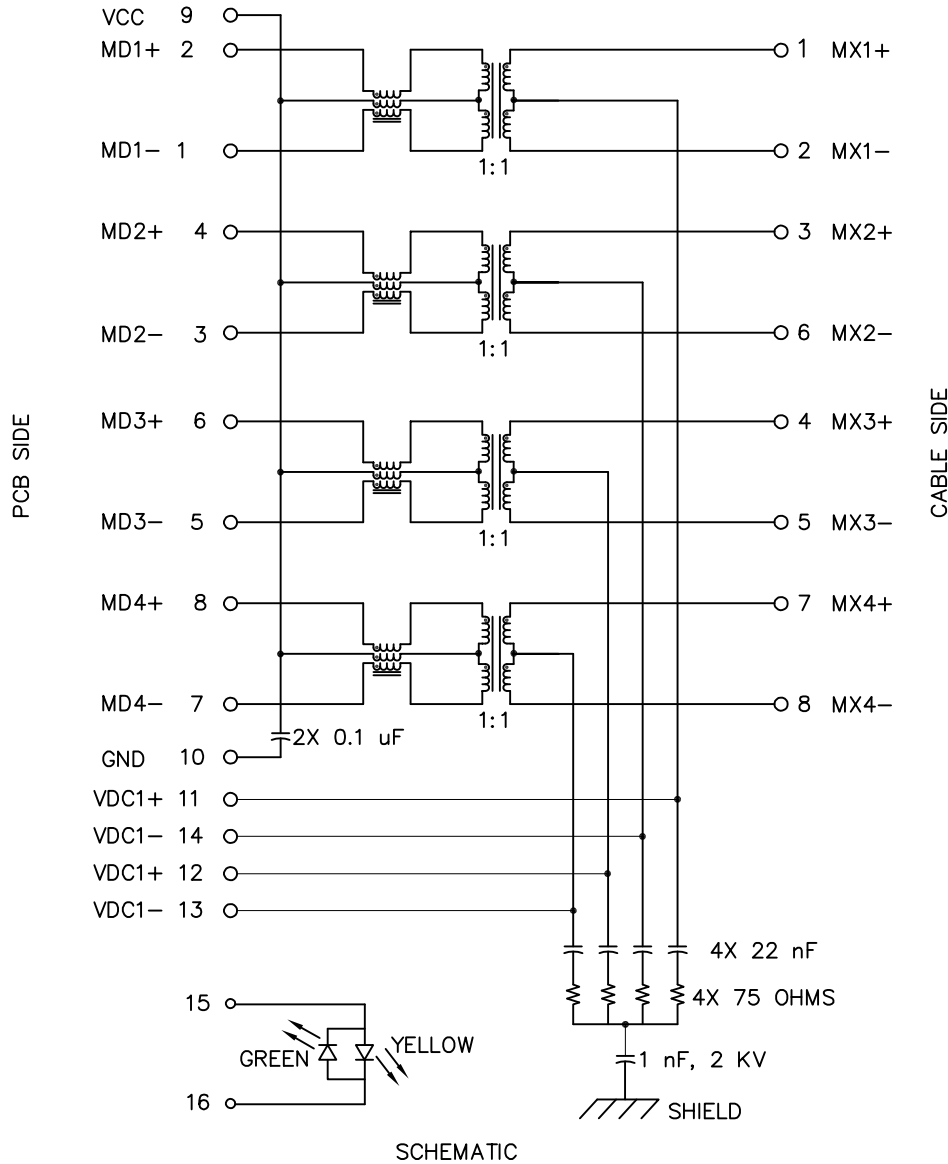 VCC 9
MD1+ 2
1 MX1+
MD1− 1
2 MX1−
1:1
MD2+ 4
3 MX2+
MD2− 3
6 MX2−
1:1
PCB SIDE
CABLE SIDE
MD3+ 6
4 MX3+
MD3− 5
5 MX3−
1:1
MD4+ 8
7 MX4+
MD4− 7
8 MX4−
1:1
2X 0.1 uF
GND 10
VDC1+ 11
VDC1− 14
VDC1+ 12
VDC1− 13
4X 22 nF
4X 75 OHMS
15
GREEN
YELLOW
1 nF, 2 KV
16
SHIELD
SCHEMATIC